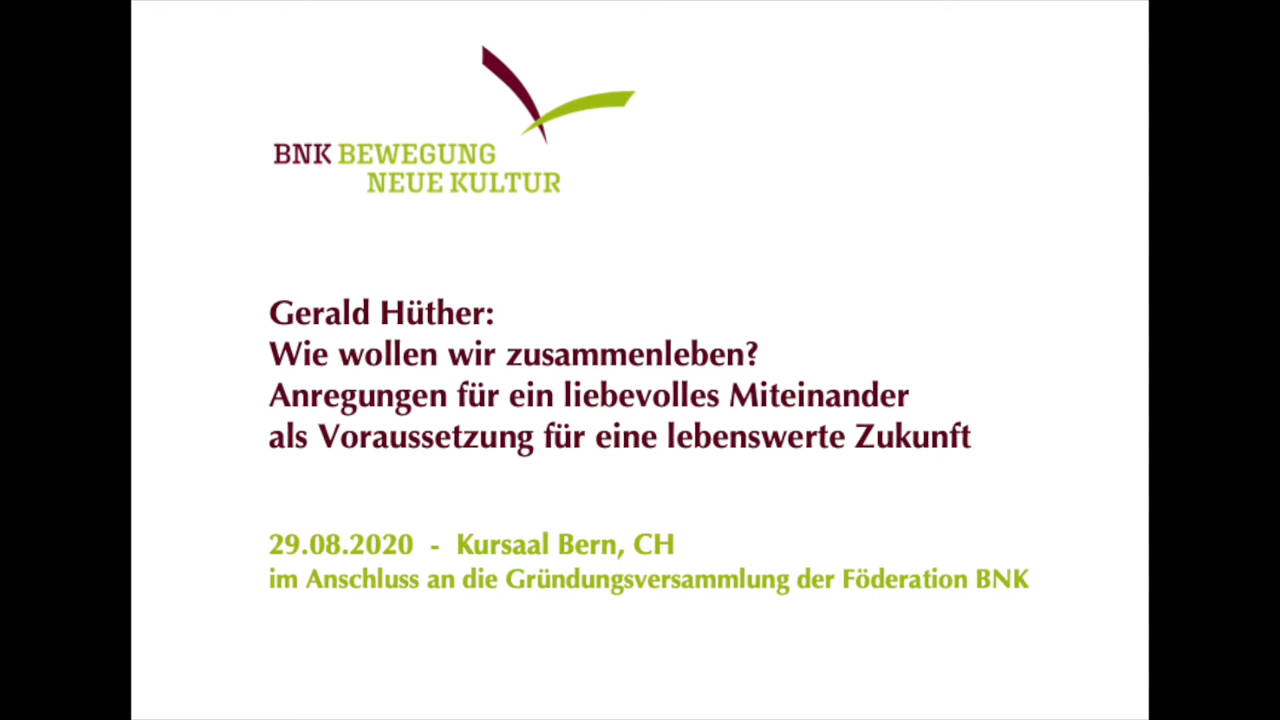 BNK BEWEGUNG
NEUE KULTUR
Gerald Hüther:
Wie wollen wir zusammenleben?
Anregungen für ein liebevolles Miteinander
als Voraussetzung für eine lebenswerte Zukunft
29.08.2020 - Kursaal Bern, CH
im Anschluss an die Gründungsversammlung der Föderation BNK